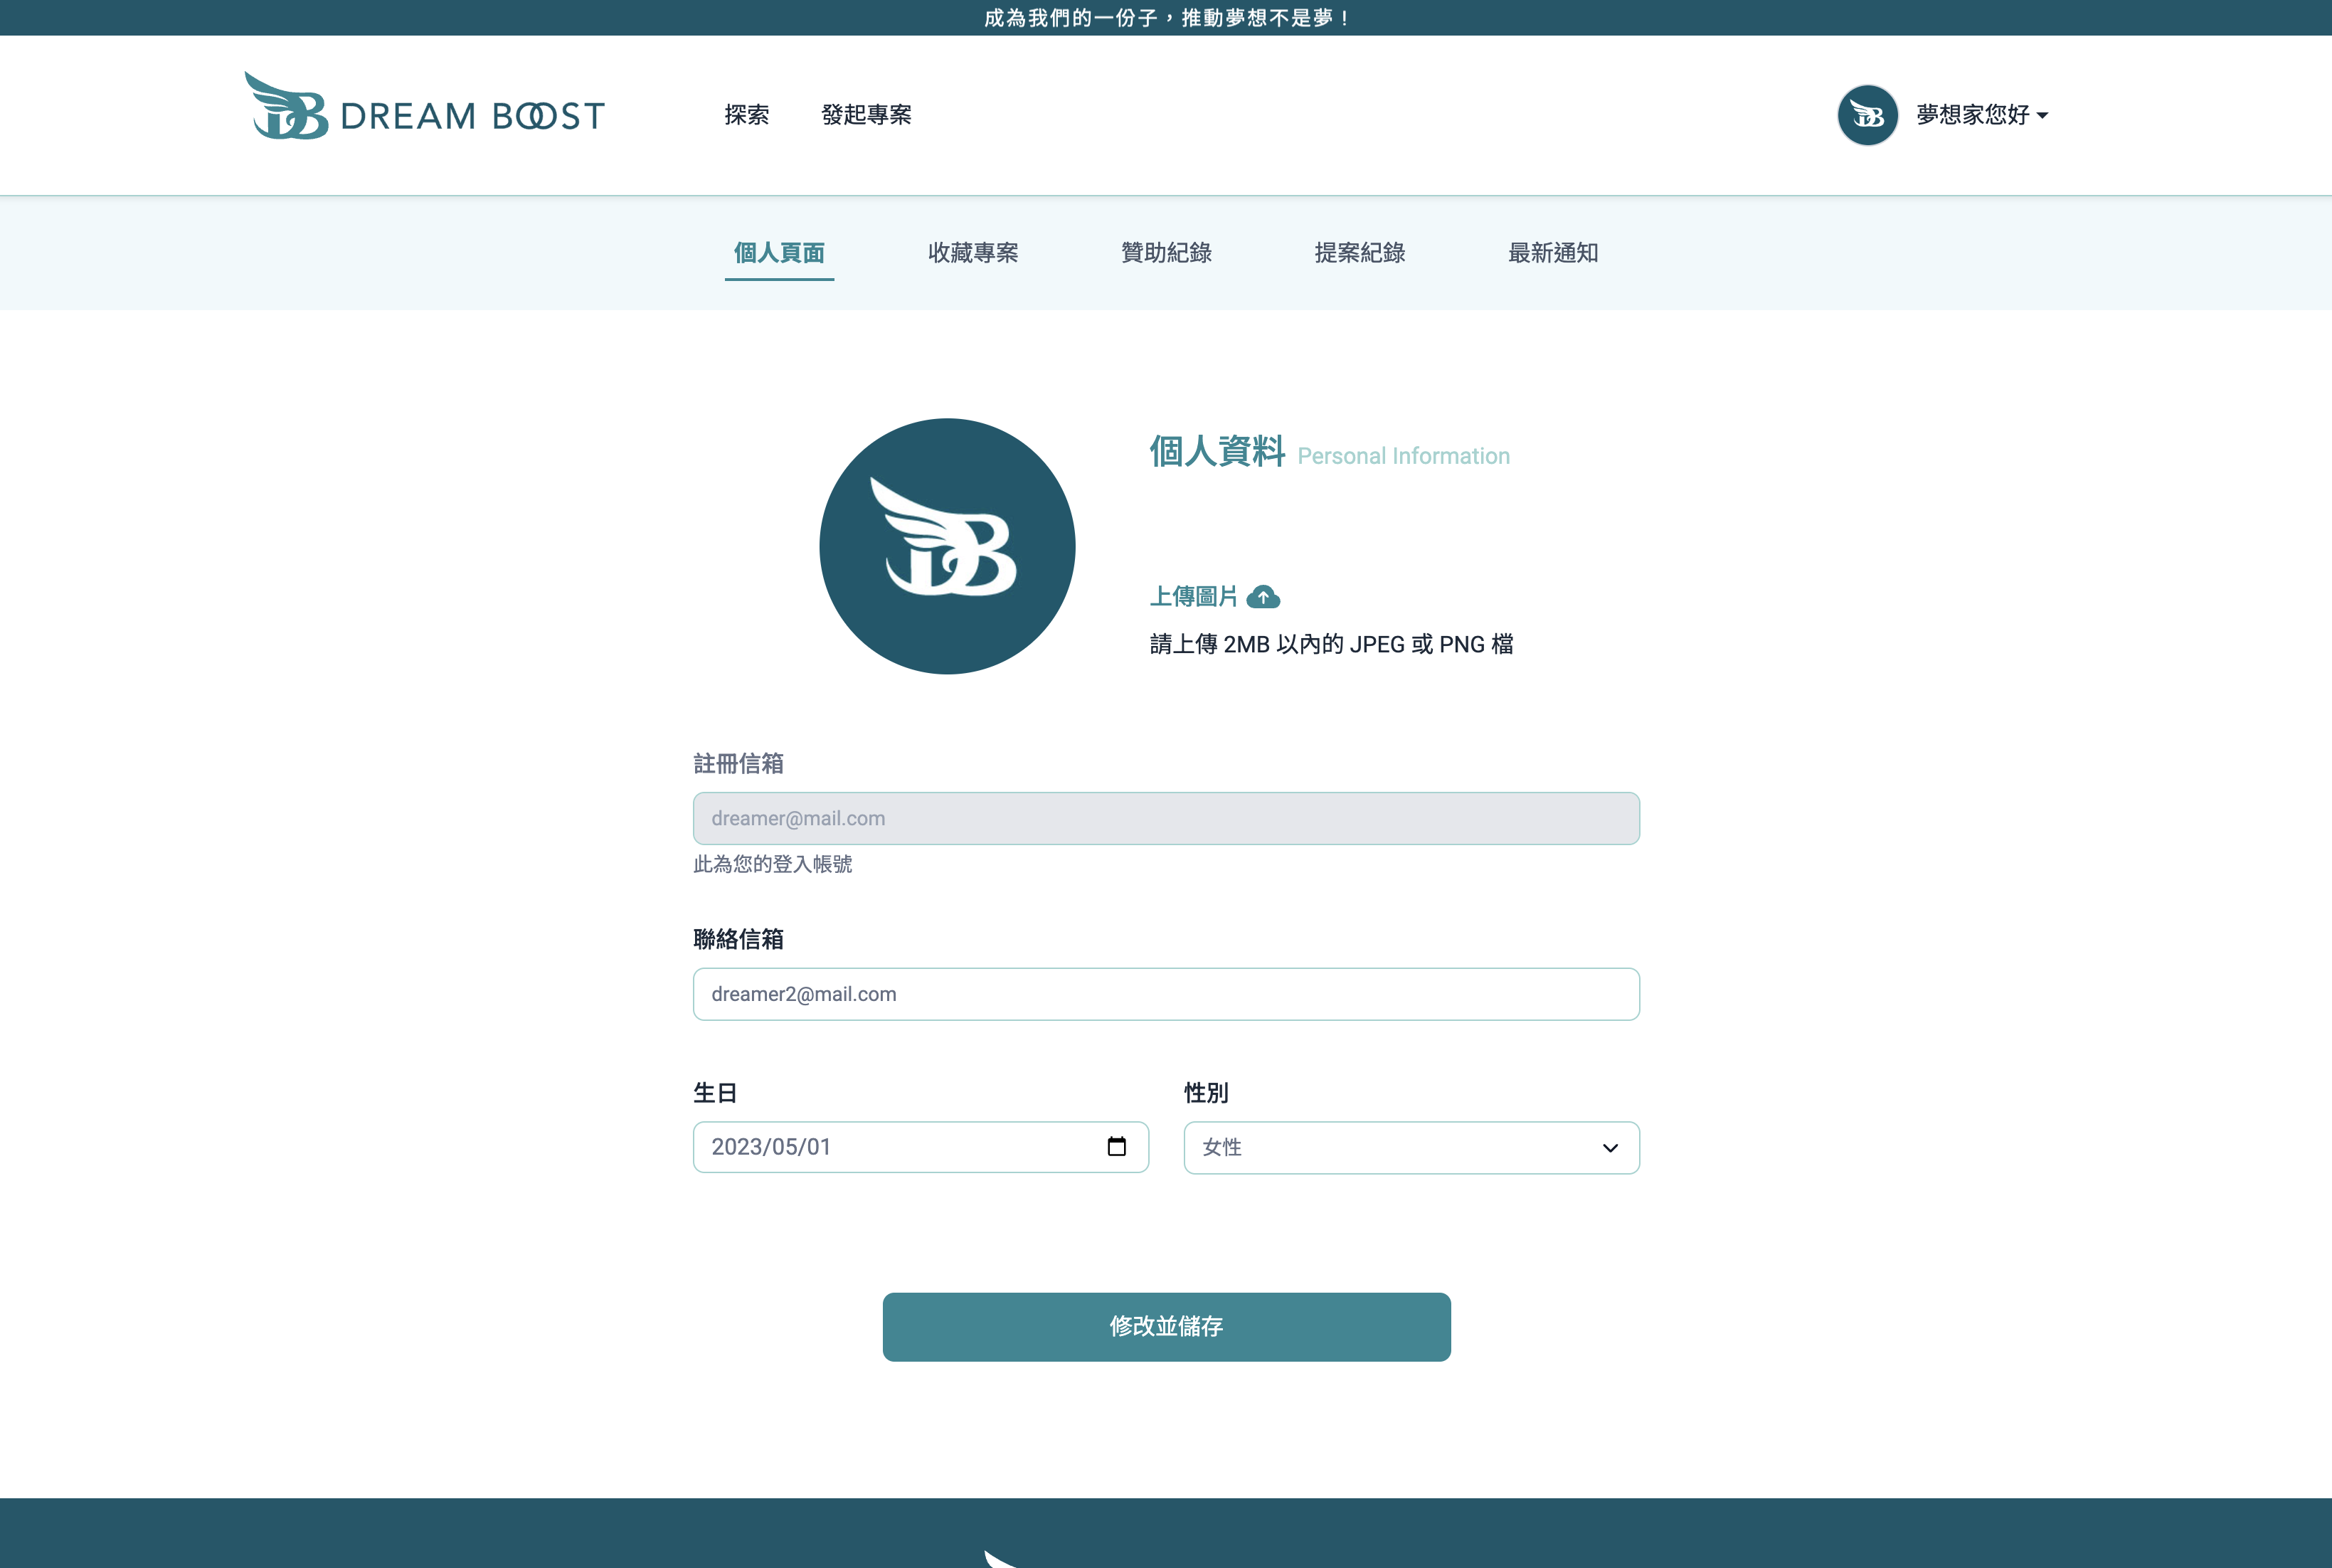 成為我們的一份子，推動夢想不是夢！
DREAM BOOST
探索
發起專案
夢想家您好
個人頁面
收藏專案
贊助紀錄
提案紀錄
最新通知
個人資料 Personal Information
上傳圖片
請上傳 2MB 以內的 JPEG 或 PNG 檔
註冊信箱
dreamer@mail.com
此為您的登入帳號
聯絡信箱
dreamer2@mail.com
生日
2023/05/01
性別
女性
修改並儲存